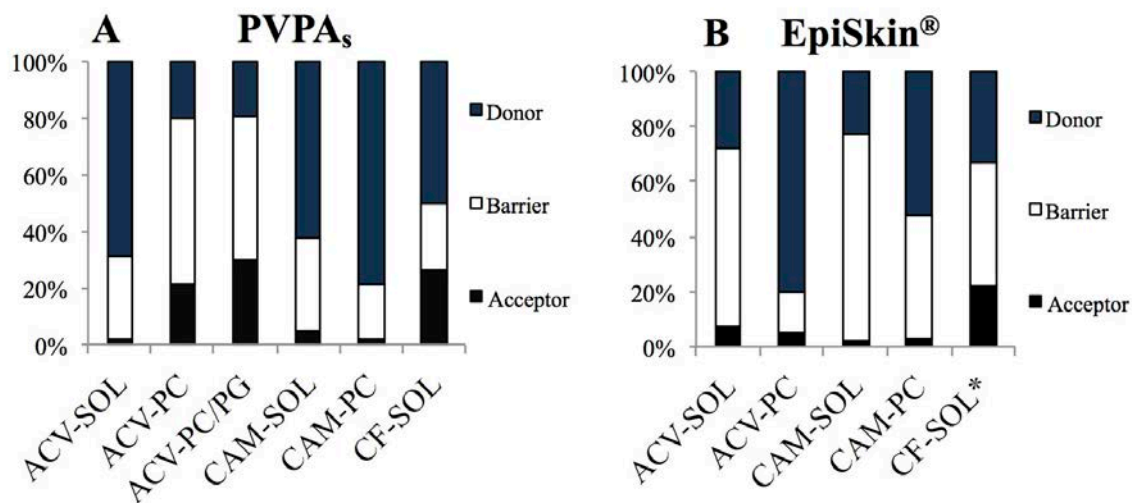 A PVPAs
100%
80%
60%
40%
20%
0%
Donor
Barrier
Acceptor
ACV-SOL
ACV-PC
ACV-PC/PG
CAM-SOL
CAM-PC
CF-SOL
B EpiSkin®
100%
80%
60%
40%
20%
0%
Donor
Barrier
Acceptor
ACV-SOL
ACV-PC
CAM-SOL
CAM-PC
CF-SOL*